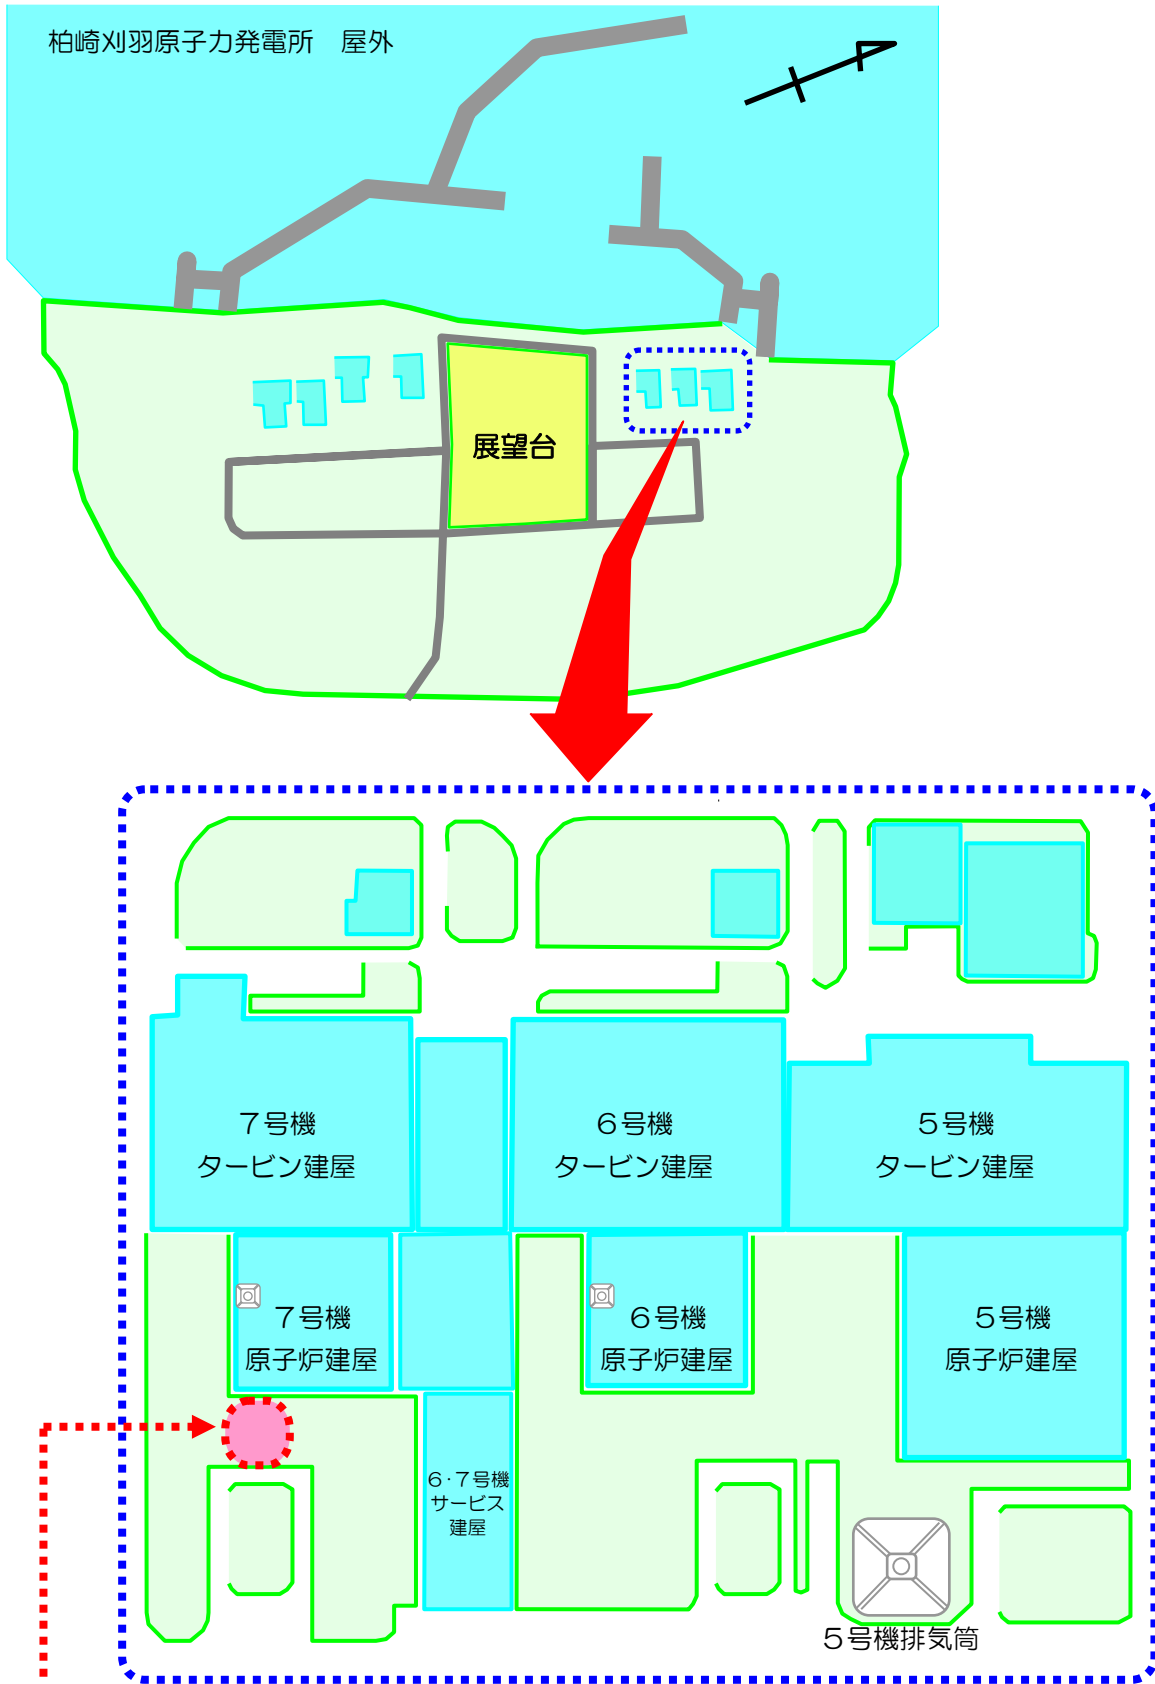 柏崎刈羽原子力発電所　屋外
展望台
７号機
タービン建屋
６号機
タービン建屋
５号機
タービン建屋
７号機
原子炉建屋
６号機
原子炉建屋
５号機
原子炉建屋
６・７号機
サービス
建屋
５号機排気筒